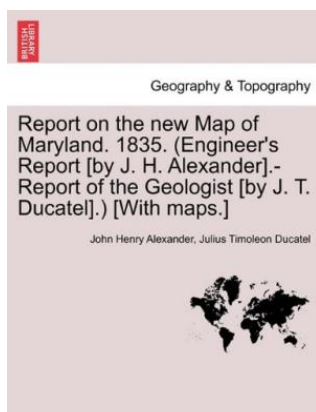 BRITISH
LIBRARY
Geography & Topography
Report on the new Map of
Maryland. 1835. (Engineer's
Report [by J. H. Alexander].-
Report of the Geologist [by J. T.
Ducatel].) [With maps.]
John Henry Alexander, Julius Timoleon Ducatel